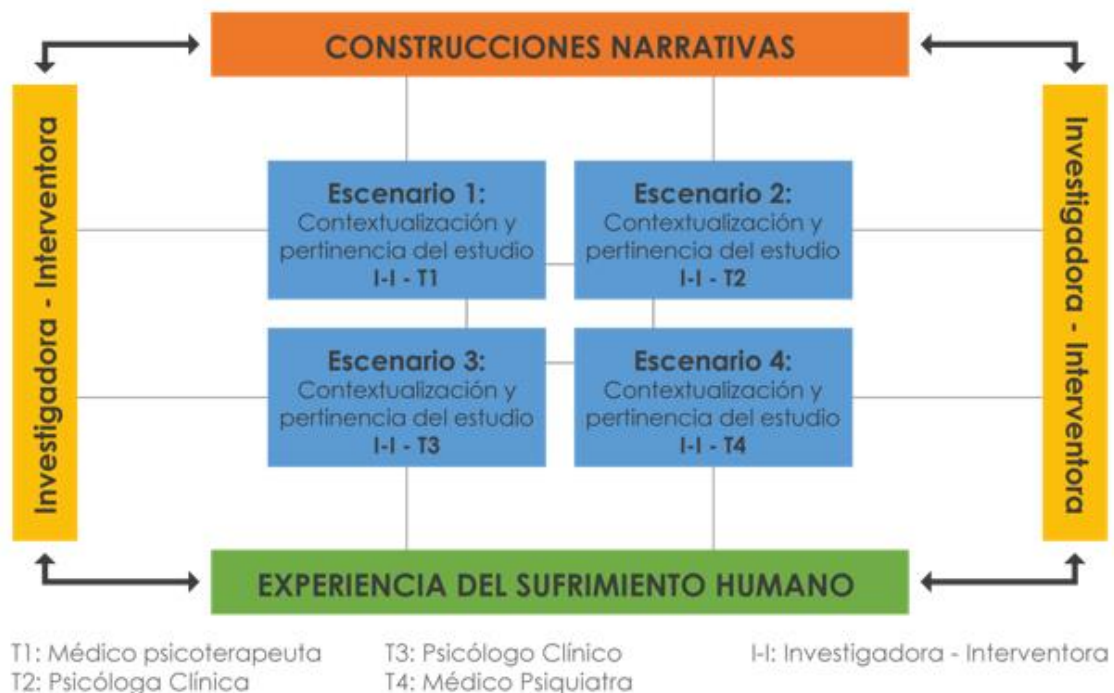 CONSTRUCCIONES NARRATIVAS
Investigadora - Interventora
Escenario 1:
Contextualización y
pertinencia del estudio
I-I - T1
Escenario 2:
Contextualización y
pertinencia del estudio
I-I - T2
Investigadora - Interventora
Escenario 3:
Contextualización y
pertinencia del estudio
I-I - T3
Escenario 4:
Contextualización y
pertinencia del estudio
I-I - T4
EXPERIENCIA DEL SUFRIMIENTO HUMANO
T1: Médico psicoterapeuta
T2: Psicóloga Clínica
T3: Psicólogo Clínico
T4: Médico Psiquiatra
I-I: Investigadora - Interventora